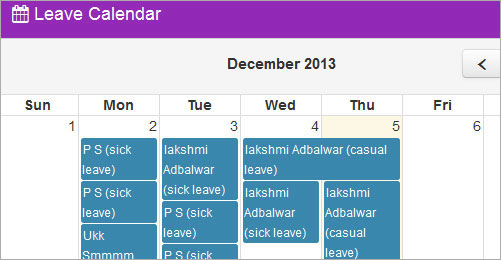 Leave Calendar
December 2013
Sun Mon Tue Wed Thu Fri
1 2 3 4 5 6
P S (sick
leave)
P S (sick
leave)
Ukk
Smmmm
lakshmi
Adbalwar
(sick leave)
P S (sick
leave)
P S (sick
lakshmi Adbalwar (casual
leave)
lakshmi
Adbalwar
(sick leave)
lakshmi
Adbalwar
(casual
leave)